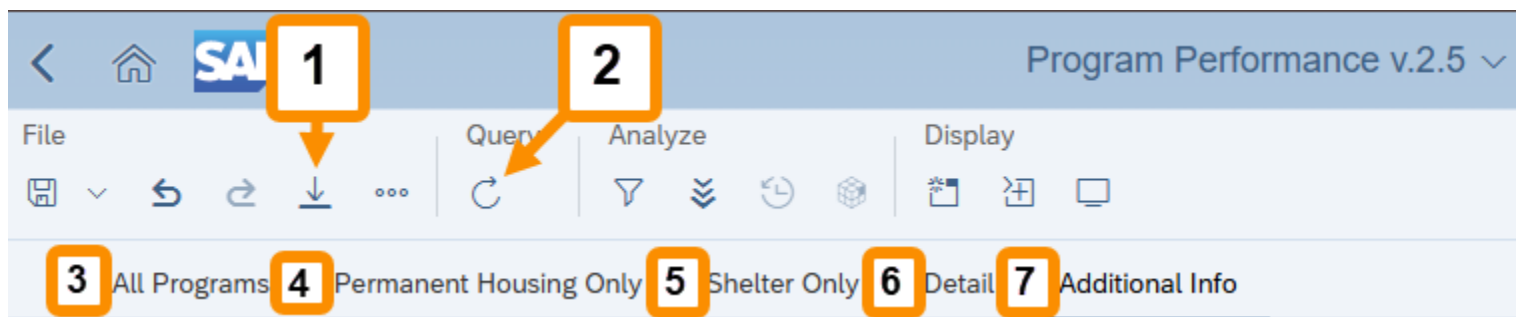 SAP 1 2 Program Performance v.2.5
File Query Analyze Display
3 All Programs 4 Permanent Housing Only 5 Shelter Only 6 Detail 7 Additional Info